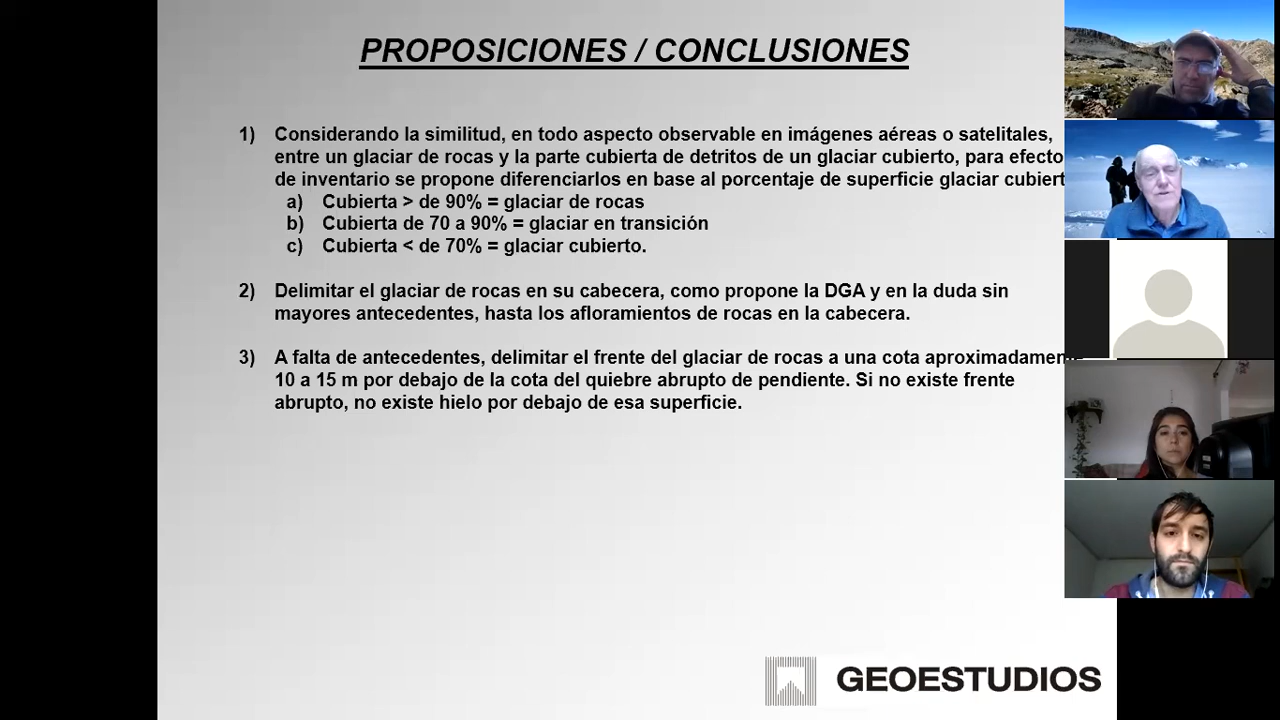 PROPOSICIONES / CONCLUSIONES
1) Considerando la similitud, en todo aspecto observable en imágenes aéreas o satelitales,
entre un glaciar de rocas y la parte cubierta de detritos de un glaciar cubierto, para efecto
de inventario se propone diferenciarlos en base al porcentaje de superficie glaciar cubiert
a) Cubierta > de 90% = glaciar de rocas
b) Cubierta de 70 a 90% = glaciar en transición
c) Cubierta < de 70% = glaciar cubierto.
2) Delimitar el glaciar de rocas en su cabecera, como propone la DGA y en la duda sin
mayores antecedentes, hasta los afloramientos de rocas en la cabecera.
3) A falta de antecedentes, delimitar el frente del glaciar de rocas a una cota aproximadamen
10 a 15 m por debajo de la cota del quiebre abrupto de pendiente. Si no existe frente
abrupto, no existe hielo por debajo de esa superficie.
GEOESTUDIOS